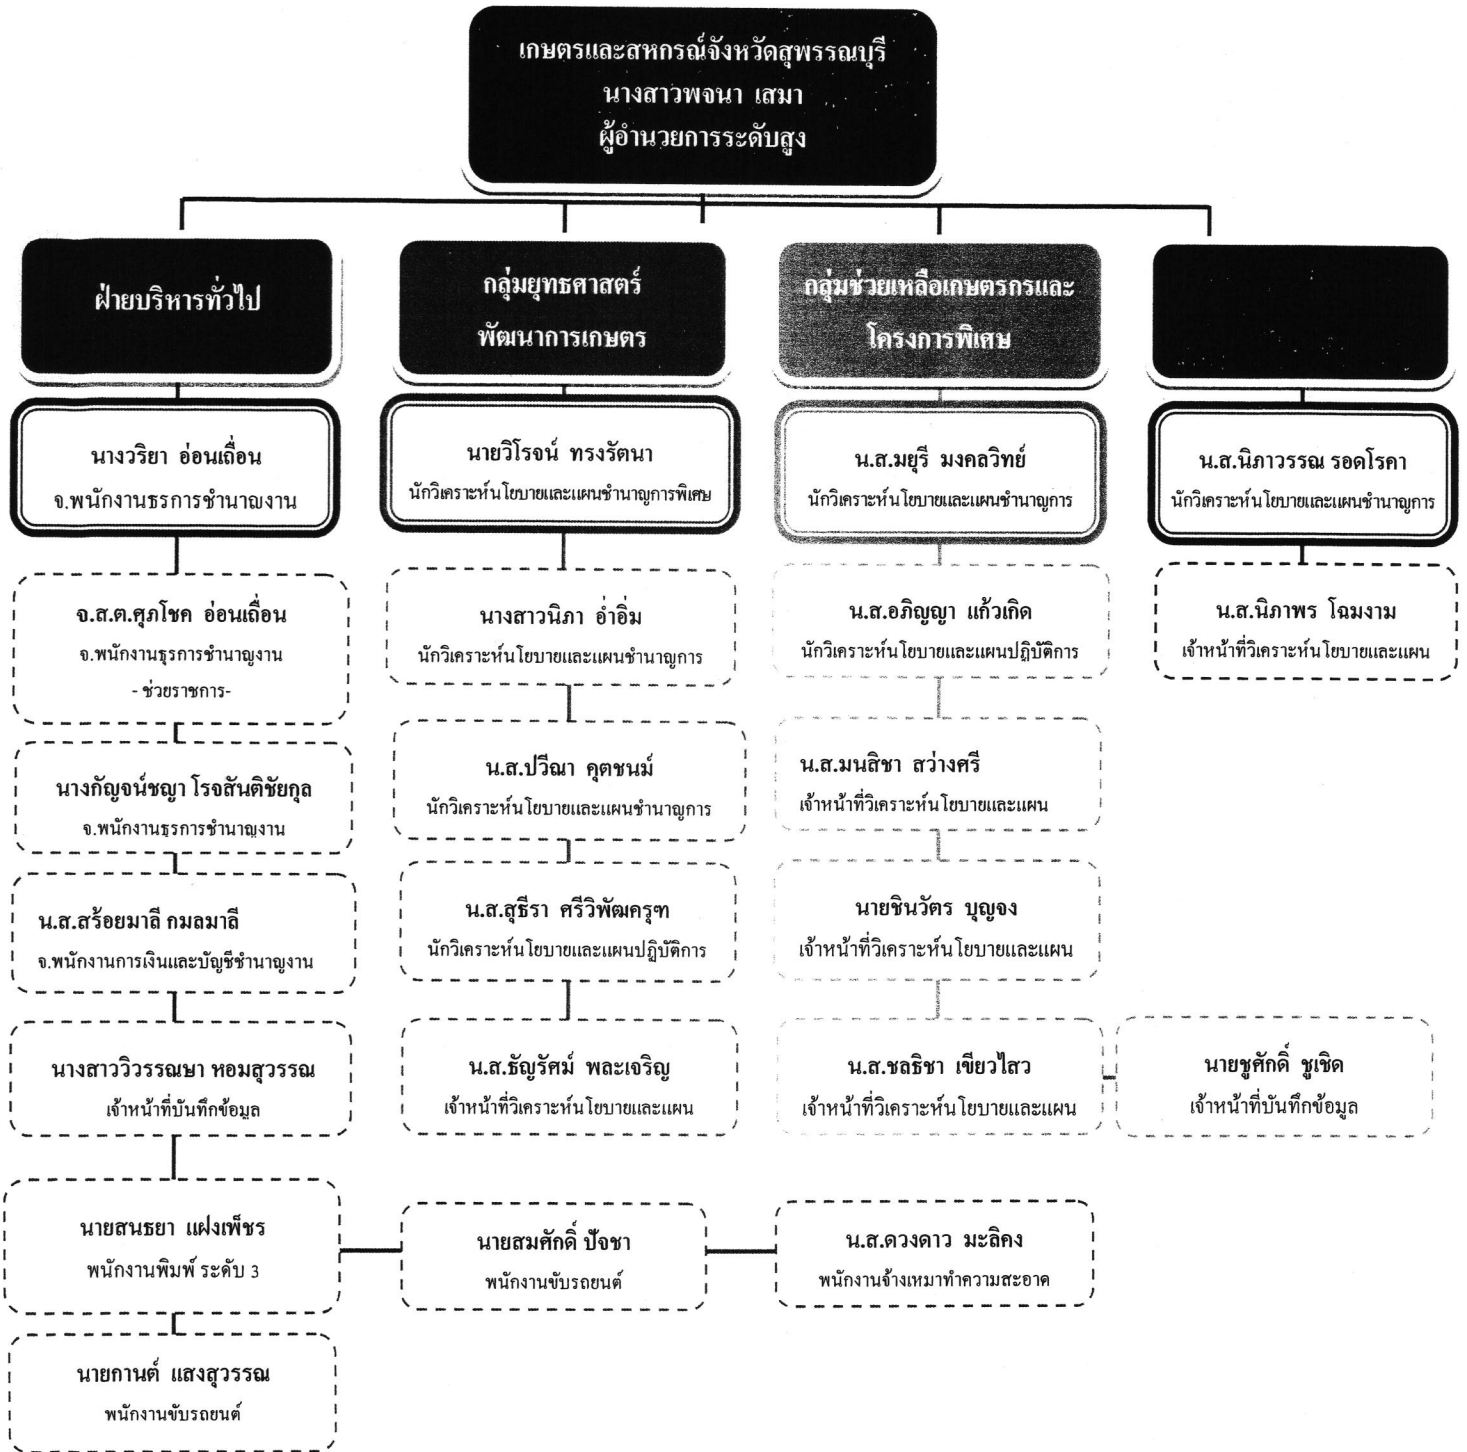 เกษตรและสหกรณ์จังหวัดสุพรรณบุรี
นางสาวพจนา เสมา
ผู้อำนวยการระดับสูง
ฝ่ายบริหารทั่วไป
นางวริยา อ่อนเถื่อน
จ.พนักงานธุรการชำนาญงาน
จ.ส.ต.ศุภโชค อ่อนเถื่อน
จ.พนักงานธุรการชำนาญงาน
- ช่วยราชการ-
นางกัญจน์ชญา โรจสันติชัยกุล
จ.พนักงานธุรการชำนาญงาน
น.ส.สร้อยมาลี กมลมาลี
จ.พนักงานการเงินและบัญชีชำนาญงาน
นางสาววิวรรณษา หอมสุวรรณ
เจ้าหน้าที่บันทึกข้อมูล
นายสนธยา แฝงเพ็ชร
พนักงานพิมพ์ ระดับ 3
นายสมศักดิ์ ปัจชา
พนักงานขับรถยนต์
น.ส.ดวงดาว มะลิคง
พนักงานจ้างเหมาทำความสะอาด
นายกานต์ แสงสุวรรณ
พนักงานขับรถยนต์
กลุ่มยุทธศาสตร์
พัฒนาการเกษตร
นายวิโรจน์ ทรงรัตนา
นักวิเคราะห์นโยบายและแผนชำนาญการพิเศษ
นางสาวนิภา อ่ำอิ่ม
นักวิเคราะห์นโยบายและแผนชำนาญการ
น.ส.ปวีณา คุตชนม์
นักวิเคราะห์นโยบายและแผนชำนาญการ
น.ส.สุธีรา ศรีวิพัฒครุฑ
นักวิเคราะห์นโยบายและแผนปฏิบัติการ
น.ส.ธัญรัศม์ พละเจริญ
เจ้าหน้าที่วิเคราะห์นโยบายและแผน
กลุ่มช่วยเหลือเกษตรกรและ
โครงการพิเศษ
น.ส.มยุรี มงคลวิทย์
นักวิเคราะห์นโยบายและแผนชำนาญการ
น.ส.อภิญญา แก้วเกิด
นักวิเคราะห์นโยบายและแผนปฏิบัติการ
น.ส.มนสิชา สว่างศรี
เจ้าหน้าที่วิเคราะห์นโยบายและแผน
นายชินวัตร บุญจง
เจ้าหน้าที่วิเคราะห์นโยบายและแผน
น.ส.ชลธิชา เขียวไสว
เจ้าหน้าที่วิเคราะห์นโยบายและแผน
นายชูศักดิ์ ชูเชิด
เจ้าหน้าที่บันทึกข้อมูล
น.ส.นิภาวรรณ รอดโรคา
นักวิเคราะห์นโยบายและแผนชำนาญการ
น.ส.นิภาพร โฉมงาม
เจ้าหน้าที่วิเคราะห์นโยบายและแผน